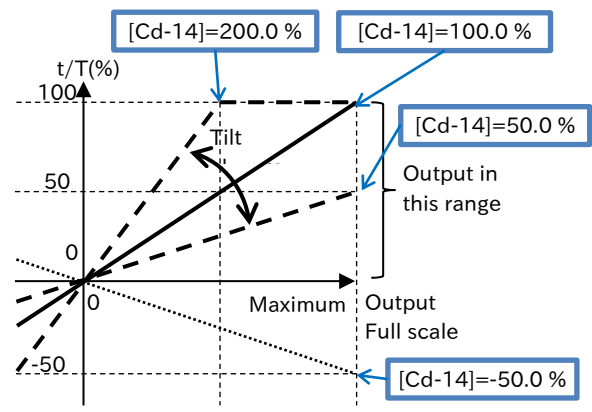 [Cd-14]=200.0 %
[Cd-14]=100.0 %
t/T(%)
100
[Cd-14]=50.0 %
Tilt
Output in
this range
50
0
0
Maximum
Output
Full scale
-50
[Cd-14]=-50.0 %